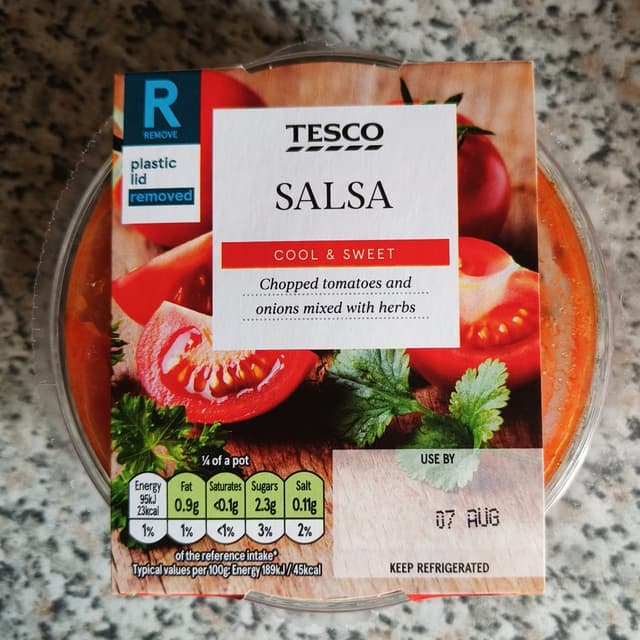 R
REMOVE
plastic
lid
removed
TESCO
SALSA
COOL & SWEET
Chopped tomatoes and
onions mixed with herbs
¼ of a pot
Energy
95kJ
23kcal
1%
Fat
0.9g
1%
Saturates
<0.1g
<1%
Sugars
2.3g
3%
Salt
0.11g
2%
of the reference intake*
Typical values per 100g: Energy 189kJ / 45kcal
USE BY
07 AUG
KEEP REFRIGERATED